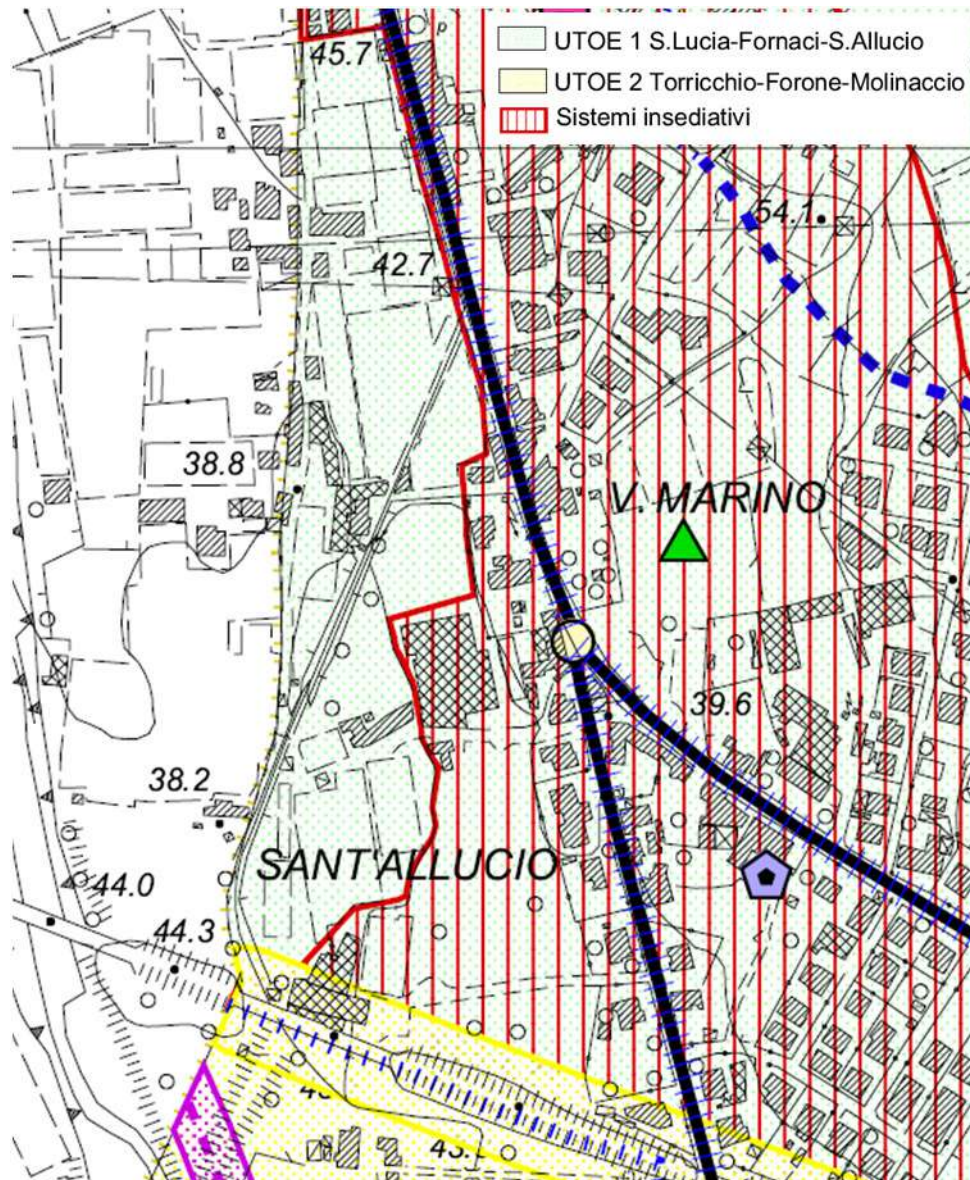 45.7
UTOE 1 S.Lucia-Fornaci-S.Allucio
UTOE 2 Torricchio-Forone-Molinaccio
Sistemi insediativi
p
54.1
42.7
38.8
V. MARINO
39.6
38.2
SANT'ALLUCIO
44.0
44.3